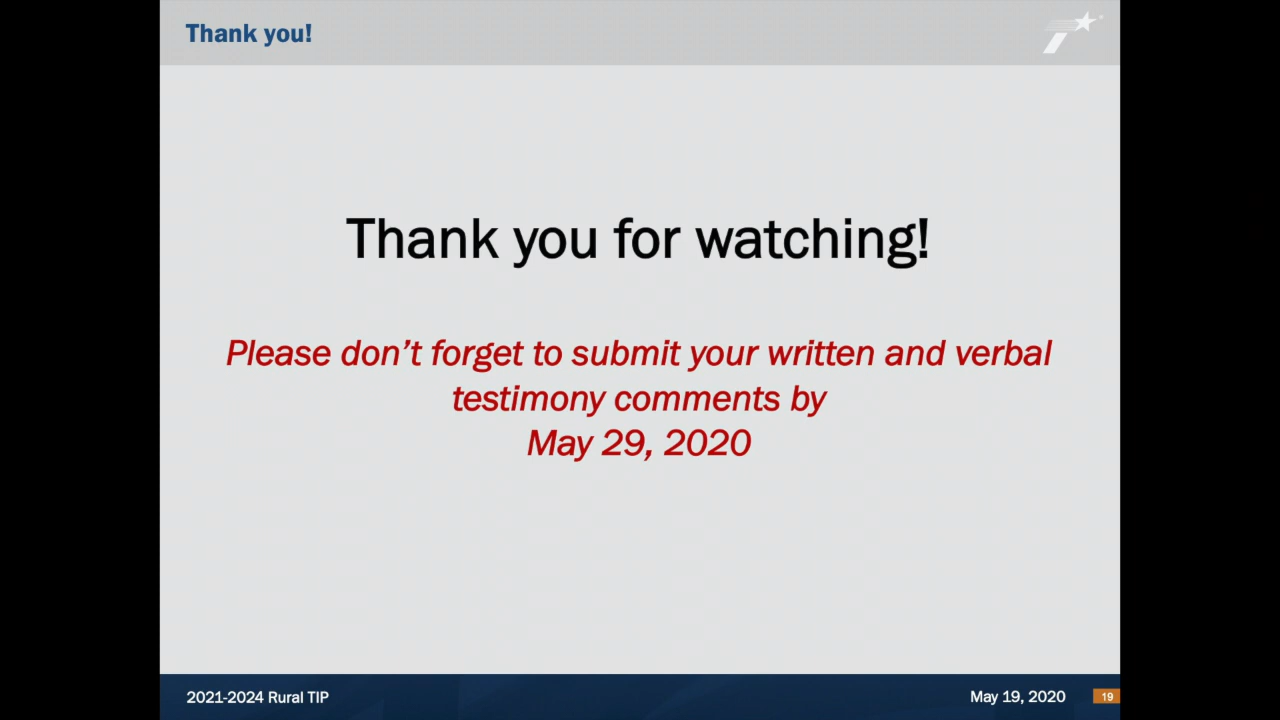 Thank you!
Thank you for watching!
Please don’t forget to submit your written and verbal
testimony comments by
May 29, 2020
2021-2024 Rural TIP
May 19, 2020
19